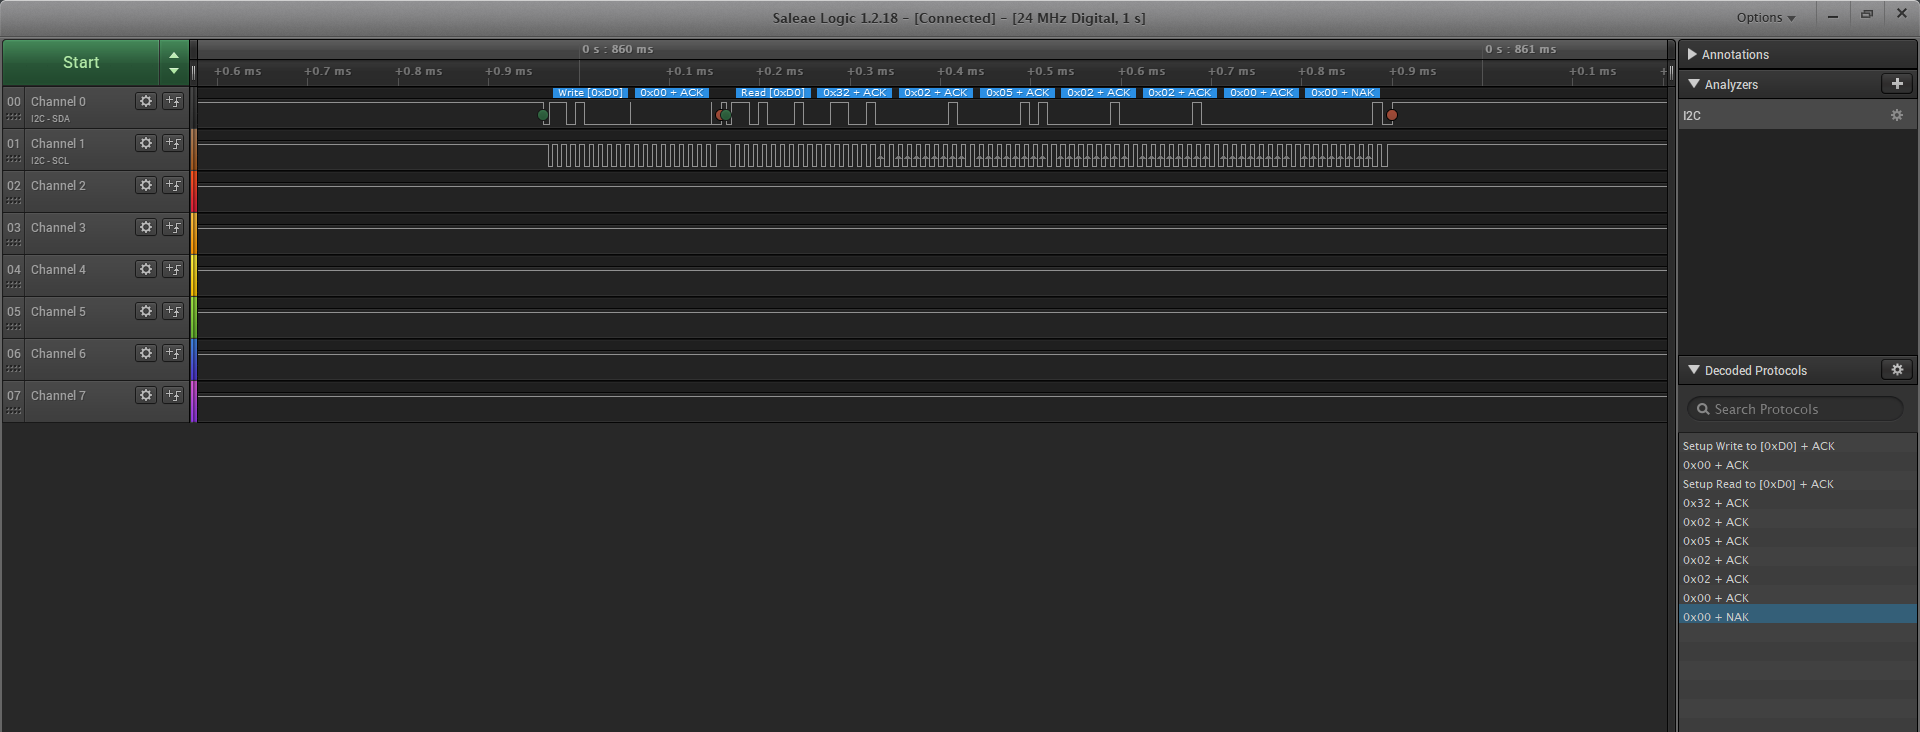 Saleae Logic 1.2.18 - [Connected] - [24 MHz Digital, 1 s]
Options
Start
0 s : 860 ms
0 s : 861 ms
+0.6 ms
+0.7 ms
+0.8 ms
+0.9 ms
+0.1 ms
+0.2 ms
+0.3 ms
+0.4 ms
+0.5 ms
+0.6 ms
+0.7 ms
+0.8 ms
+0.9 ms
+0.1 ms
00 Channel 0
I2C - SDA
Write [0xD0]
0x00 + ACK
Read [0xD0]
0x32 + ACK
0x02 + ACK
0x05 + ACK
0x02 + ACK
0x02 + ACK
0x00 + ACK
0x00 + NAK
01 Channel 1
I2C - SCL
02 Channel 2
03 Channel 3
04 Channel 4
05 Channel 5
06 Channel 6
07 Channel 7
Annotations
Analyzers
I2C
Decoded Protocols
Search Protocols
Setup Write to [0xD0] + ACK
0x00 + ACK
Setup Read to [0xD0] + ACK
0x32 + ACK
0x02 + ACK
0x05 + ACK
0x02 + ACK
0x02 + ACK
0x00 + ACK
0x00 + NAK